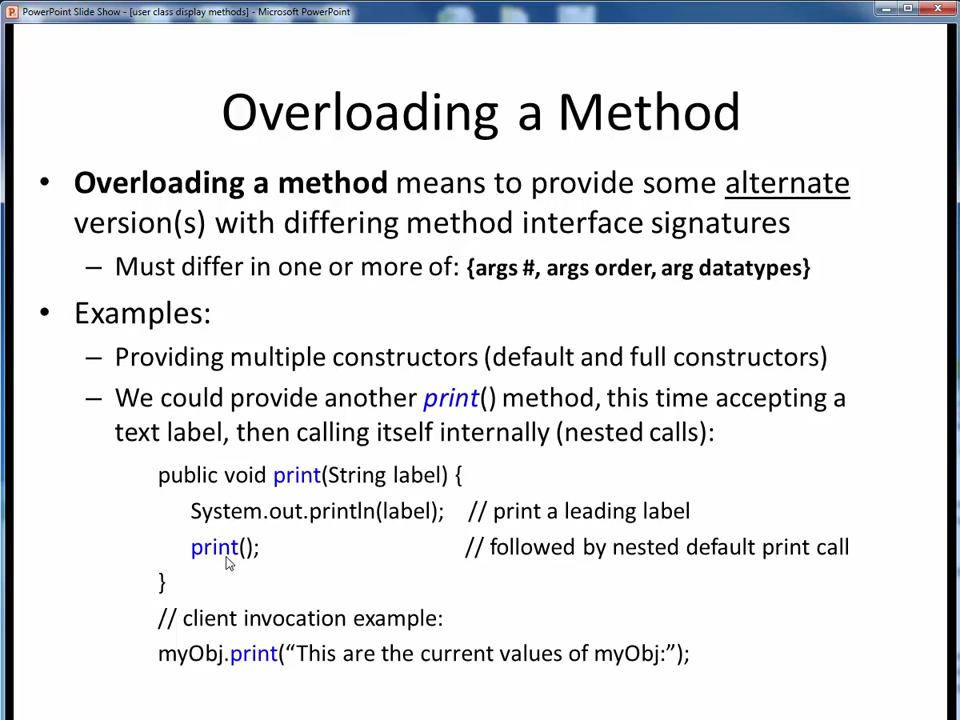 PowerPoint Slide Show - [user class display methods] - Microsoft PowerPoint
Overloading a Method
• Overloading a method means to provide some alternate
version(s) with differing method interface signatures
– Must differ in one or more of: {args #, args order, arg datatypes}
• Examples:
– Providing multiple constructors (default and full constructors)
– We could provide another print() method, this time accepting a
text label, then calling itself internally (nested calls):
public void print(String label) {
System.out.println(label); // print a leading label
print(); // followed by nested default print call
}
// client invocation example:
myObj.print(“This are the current values of myObj:”);